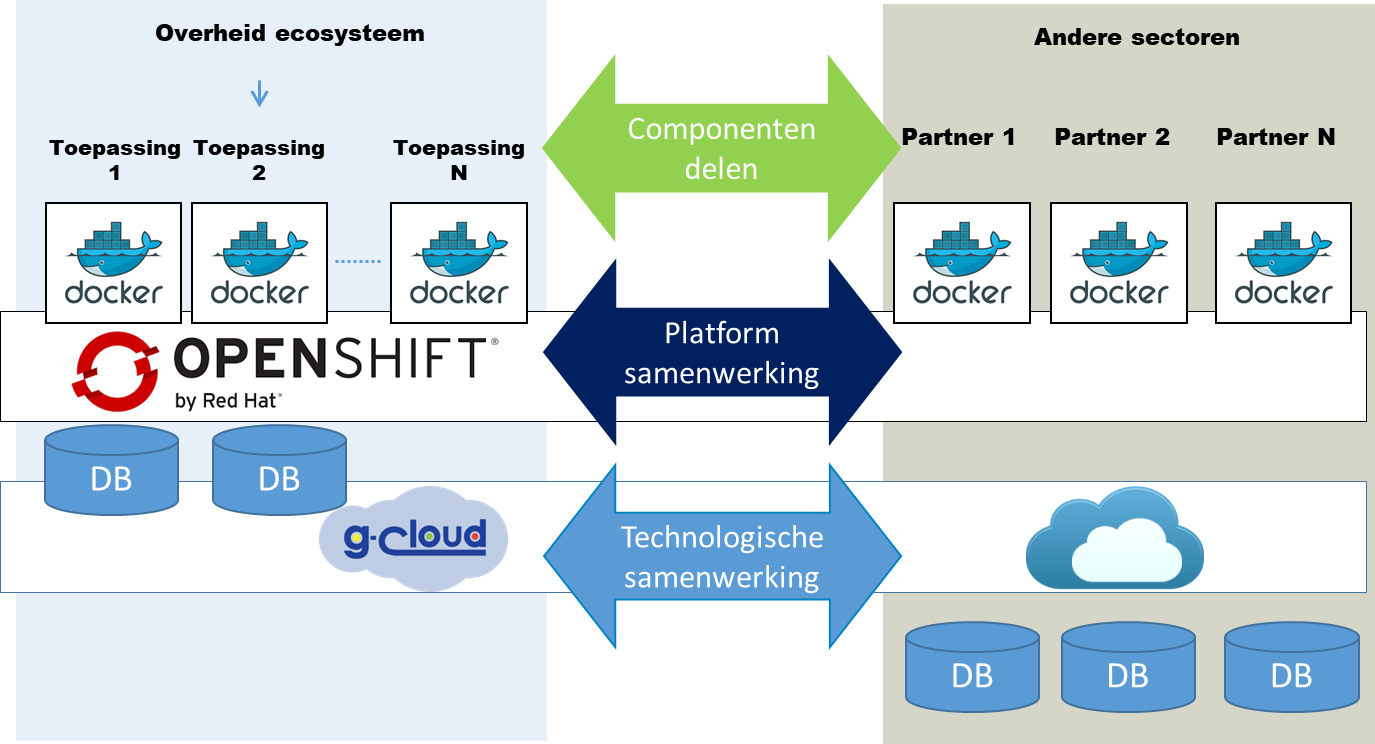 Overheid ecosysteem
Toepassing
1
Toepassing
2
Toepassing
N
docker
docker
........
docker
OPENSHIFT®
by Red Hat®
DB
DB
g-cloud
Componenten
delen
Platform
samenwerking
Technologische
samenwerking
Andere sectoren
Partner 1
Partner 2
Partner N
docker
docker
docker
DB
DB
DB